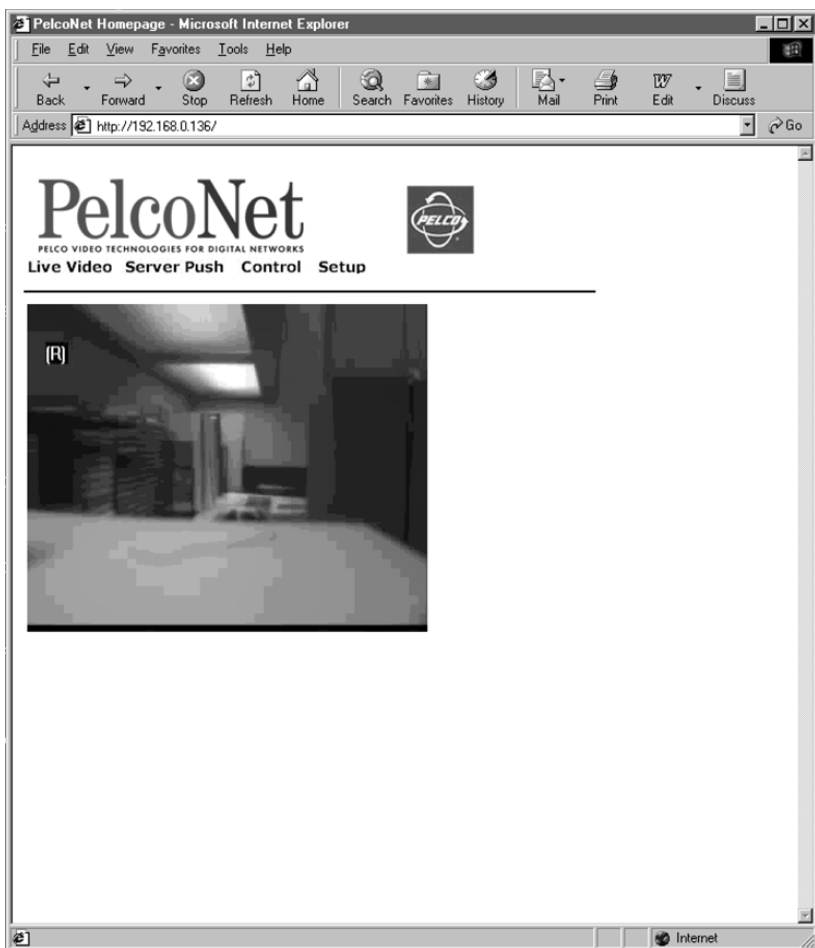 PelcoNet Homepage - Microsoft Internet Explorer
File Edit View Favorites Tools Help
Back Forward Stop Refresh Home Search Favorites History Mail Print Edit Discuss
Address http://192.168.0.136/ Go
PelcoNet
PELCO
PELCO VIDEO TECHNOLOGIES FOR DIGITAL NETWORKS
Live Video Server Push Control Setup
(R)
Internet